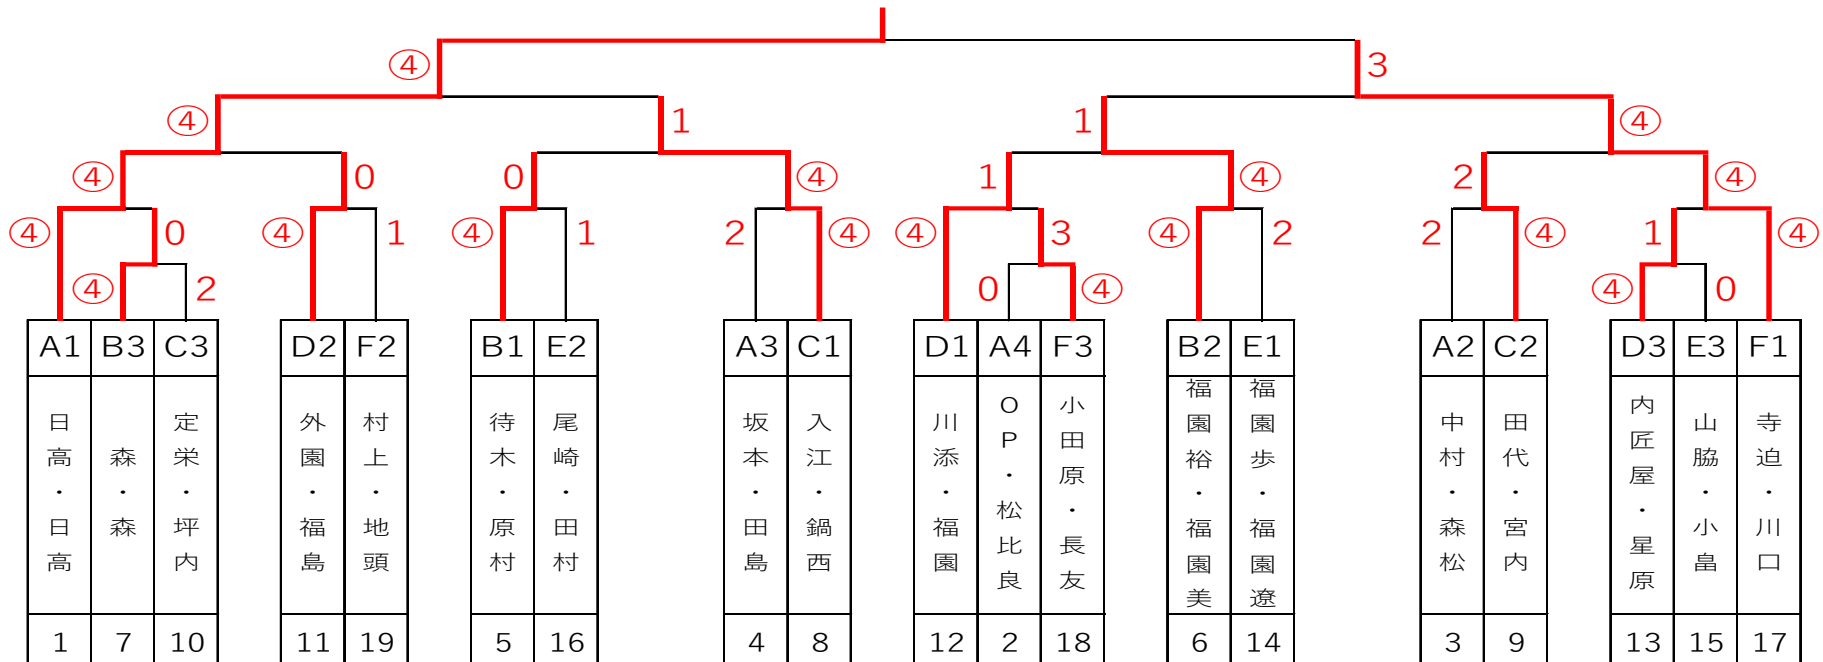 ④ 3
④ 1 1 ④
④ 0 0 ④ 1 ④ 2 ④
④ 0 ④ 1 ④ 1 2 ④ ④ 3 ④ 2 2 ④ 1 ④
④ 2 0 ④ ④ 0
A1 B3 C3 D2 F2 B1 E2 A3 C1 D1 A4 F3 B2 E1 A2 C2 D3 E3 F1
日高・日高
森・森
定栄・坪内
外園・福島
村上・地頭
待木・原村
尾崎・田村
坂本・田島
入江・鍋西
川添・福園
OP・松比良
小田原・長友
福園裕・福園美
福園歩・福園遼
中村・森松
田代・宮内
内匠屋・星原
山脇・小畠
寺迫・川口
1 7 10 11 19 5 16 4 8 12 2 18 6 14 3 9 13 15 17